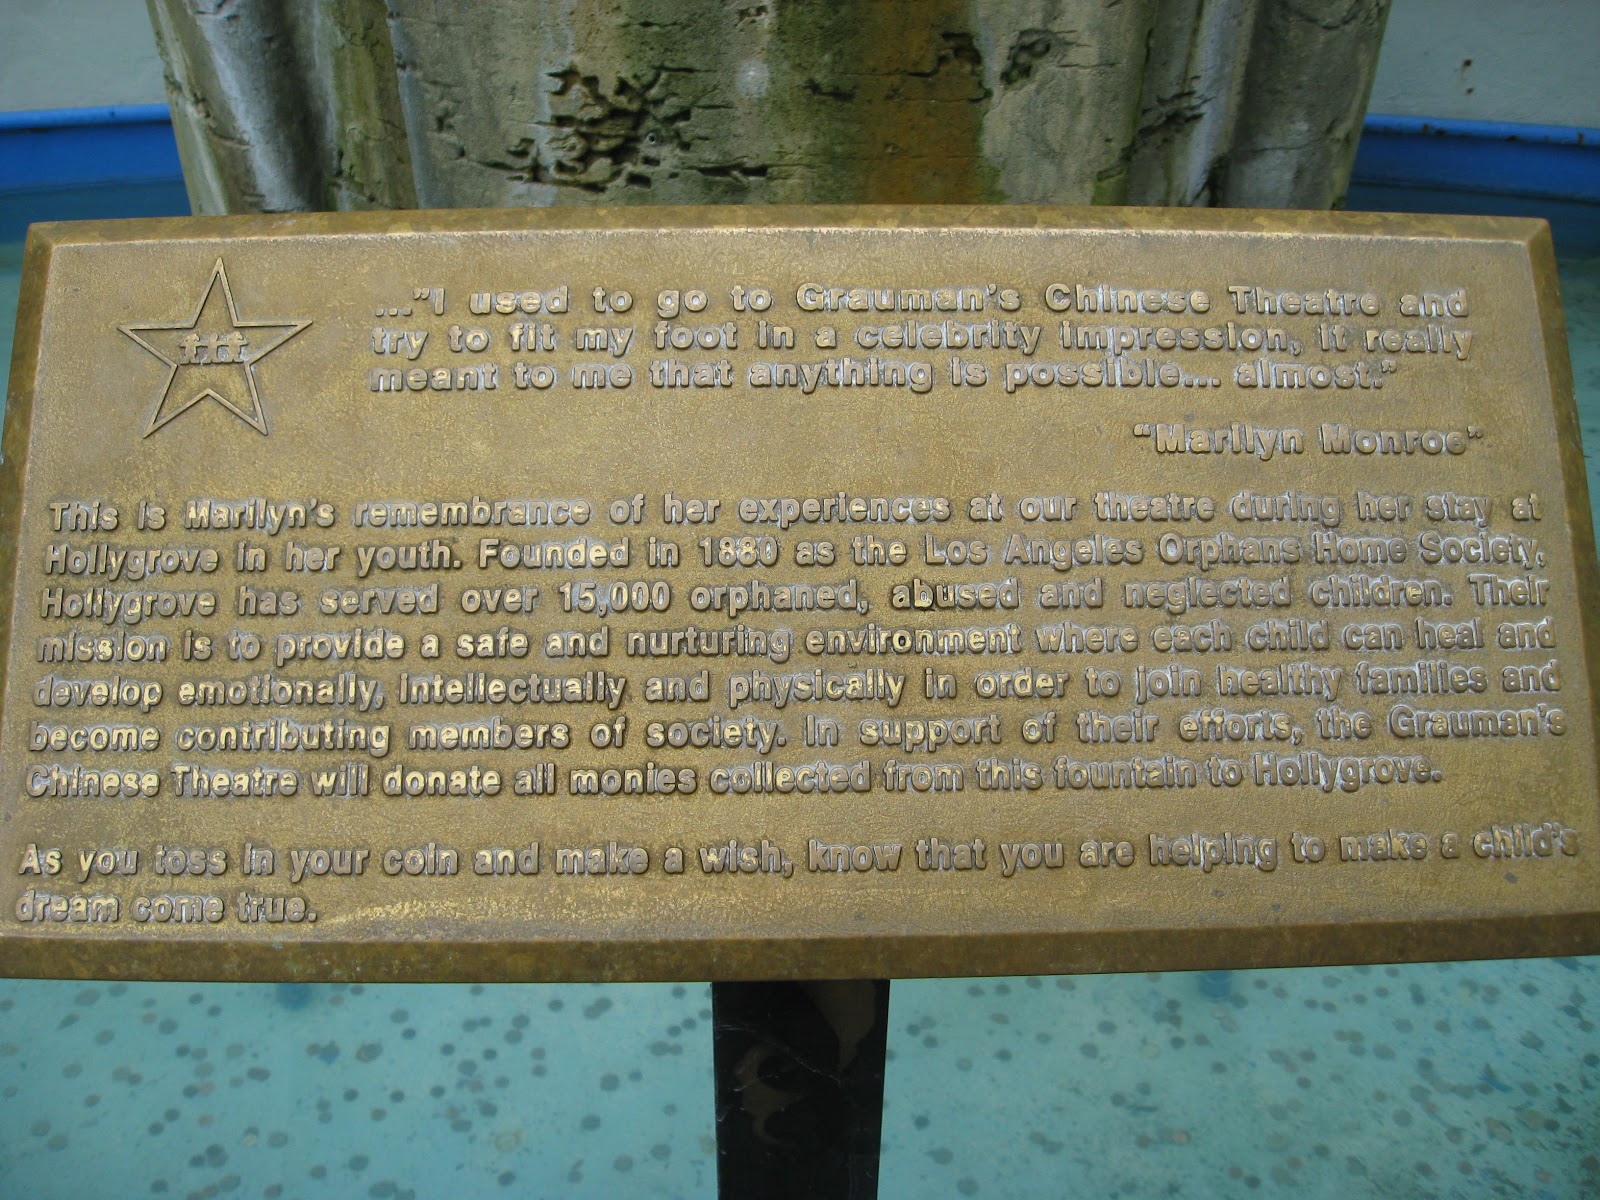 ..."I used to go to Grauman's Chinese Theatre and
try to fit my foot in a celebrity impression, it really
meant to me that anything is possible... almost."
"Marilyn Monroe"
This is Marilyn's remembrance of her experiences at our theatre during her stay at
Hollygrove in her youth. Founded in 1880 as the Los Angeles Orphans Home Society,
Hollygrove has served over 15,000 orphaned, abused and neglected children. Their
mission is to provide a safe and nurturing environment where each child can heal and
develop emotionally, intellectually and physically in order to join healthy families and
become contributing members of society. In support of their efforts, the Grauman's
Chinese Theatre will donate all monies collected from this fountain to Hollygrove.
As you toss in your coin and make a wish, know that you are helping to make a child's
dream come true.